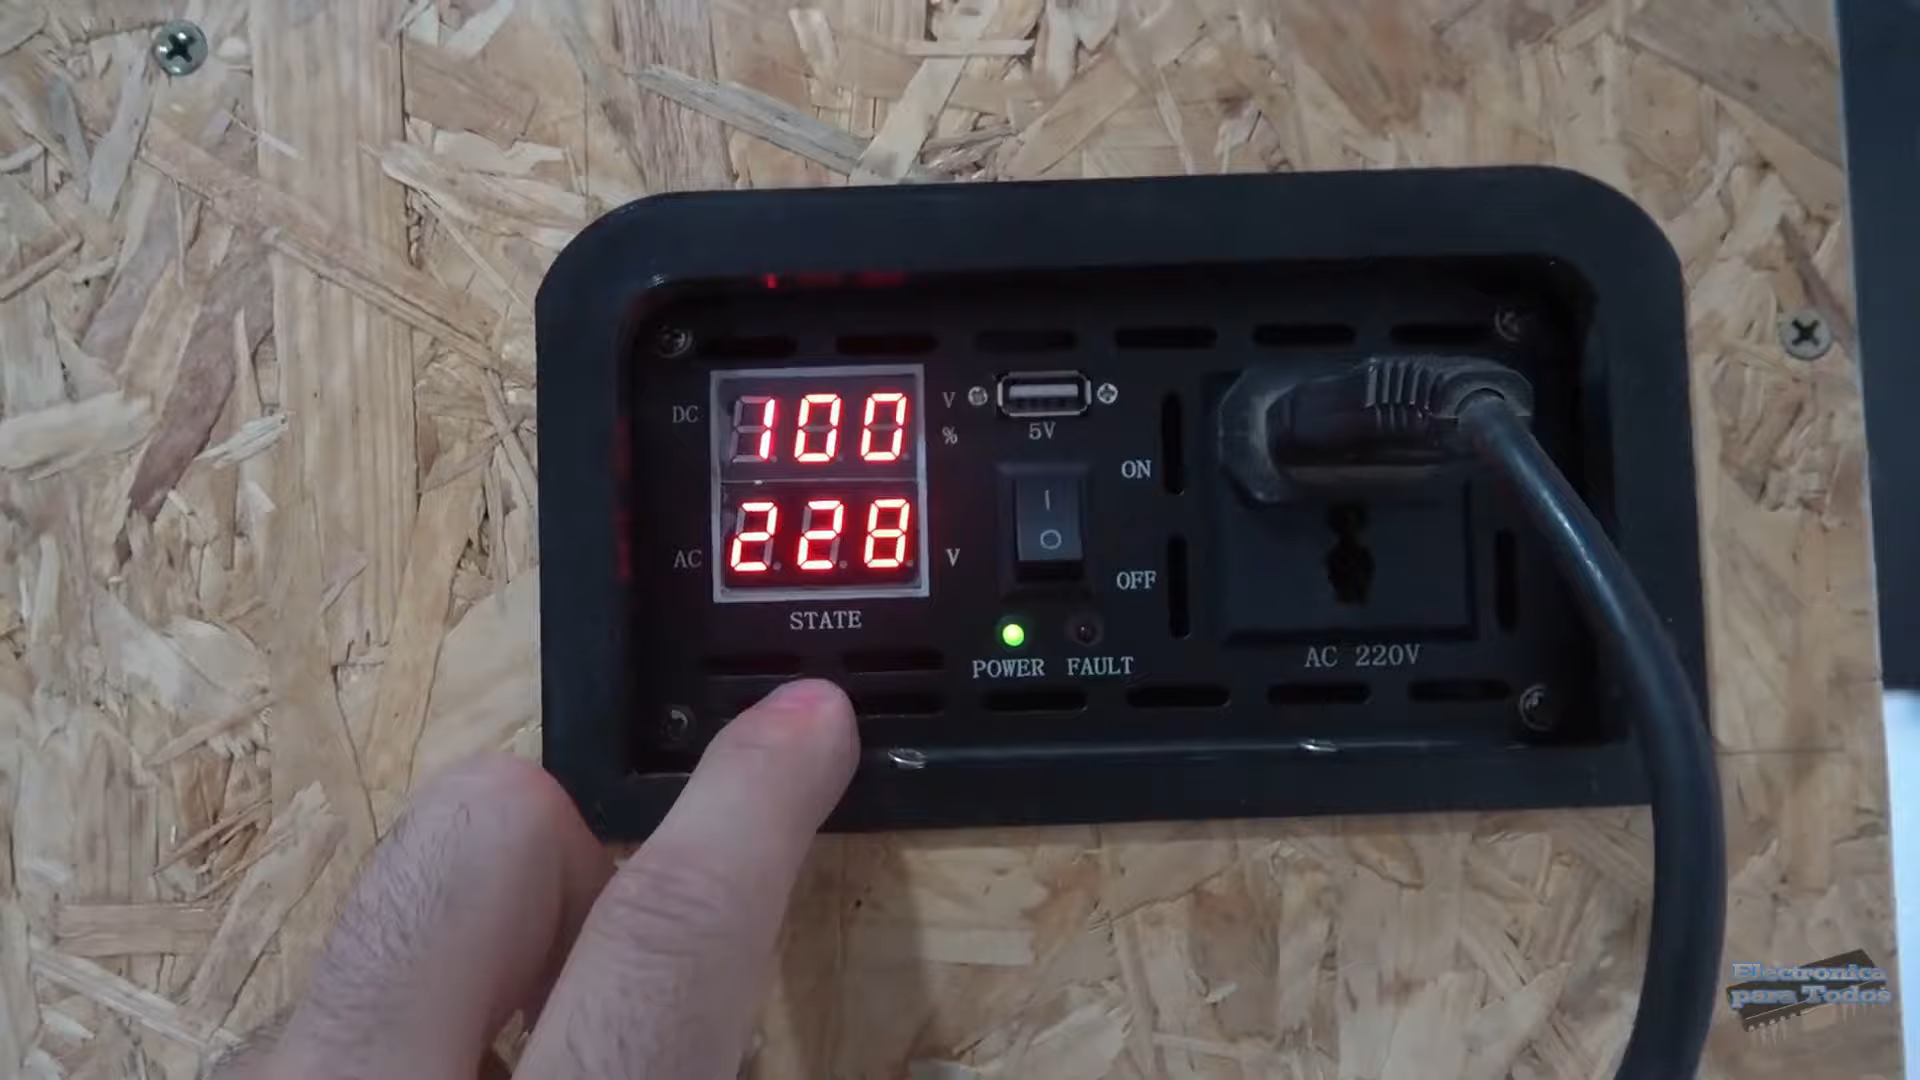 DC 100 V
%
AC 228 V
STATE
5V
ON
I
O
OFF
POWER FAULT
AC 220V
Electronica
para Todos